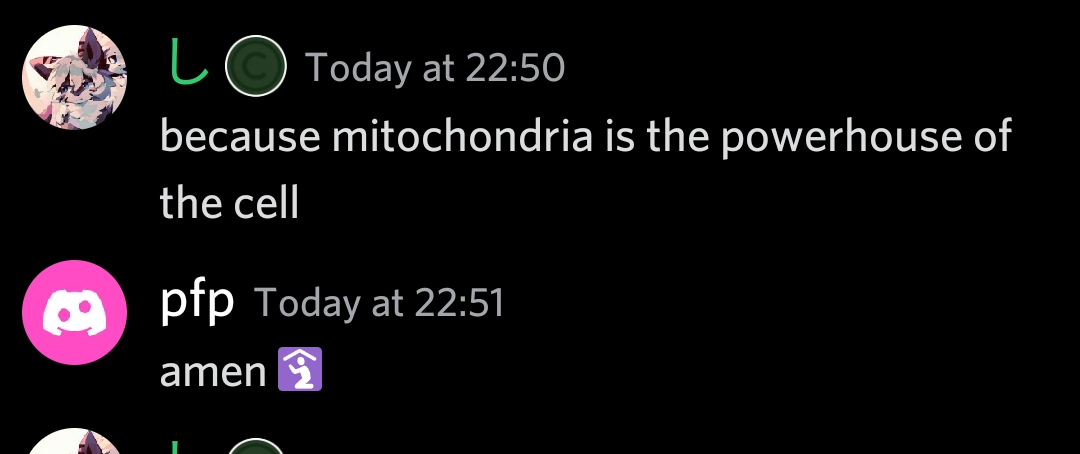 し Today at 22:50
because mitochondria is the powerhouse of
the cell
pfp Today at 22:51
amen 🛐